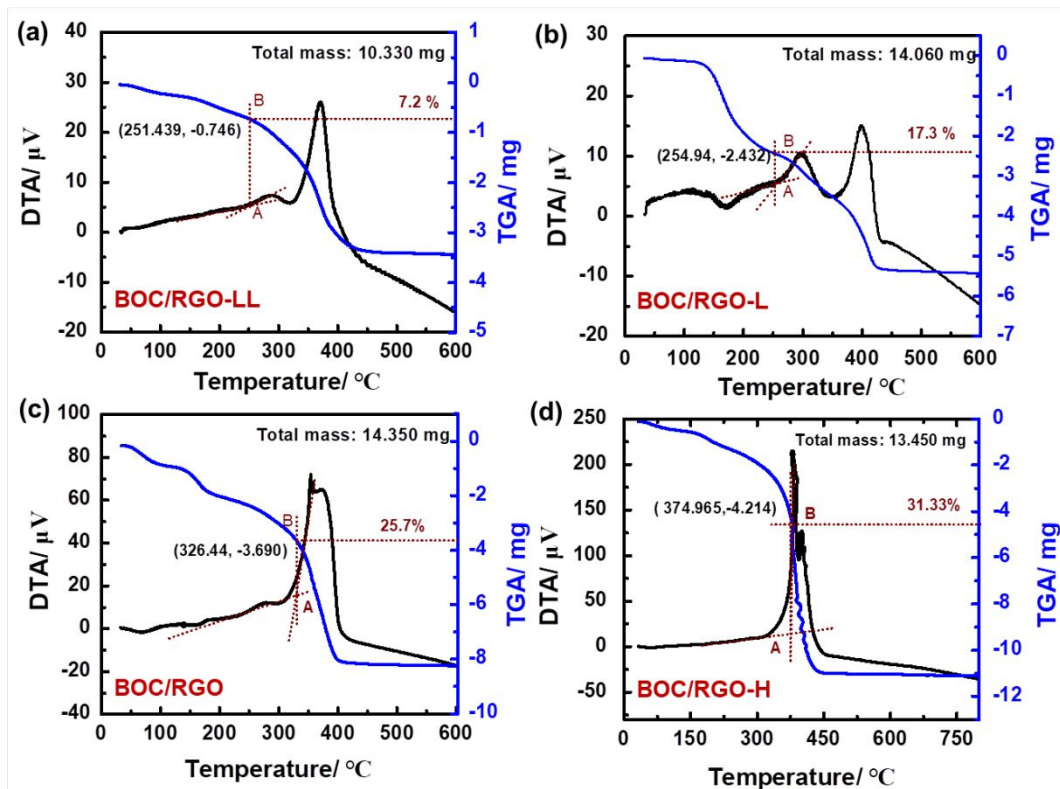 (a)
Total mass: 10.330 mg
B
7.2 %
(251.439, -0.746)
A
BOC/RGO-LL
DTA/ μV
40
30
20
10
0
-10
-20
TGA/ mg
1
0
-1
-2
-3
-4
-5
0 100 200 300 400 500 600
Temperature/ °C
(b)
Total mass: 14.060 mg
B
17.3 %
(254.94, -2.432)
A
BOC/RGO-L
DTA/ μV
30
25
20
15
10
5
0
-10
-20
TGA/ mg
0
-1
-2
-3
-4
-5
-6
-7
0 100 200 300 400 500 600
Temperature/ °C
(c)
Total mass: 14.350 mg
B
25.7%
(326.44, -3.690)
A
BOC/RGO
DTA/ μV
100
80
60
40
20
0
-20
-40
TGA/ mg
0
-2
-4
-6
-8
-10
0 100 200 300 400 500 600
Temperature/ °C
(d)
Total mass: 13.450 mg
( 374.965,-4.214)
B
31.33%
A
BOC/RGO-H
DTA/ μV
250
200
150
100
50
0
-50
TGA/ mg
0
-2
-4
-6
-8
-10
-12
0 150 300 450 600 750
Temperature/ °C